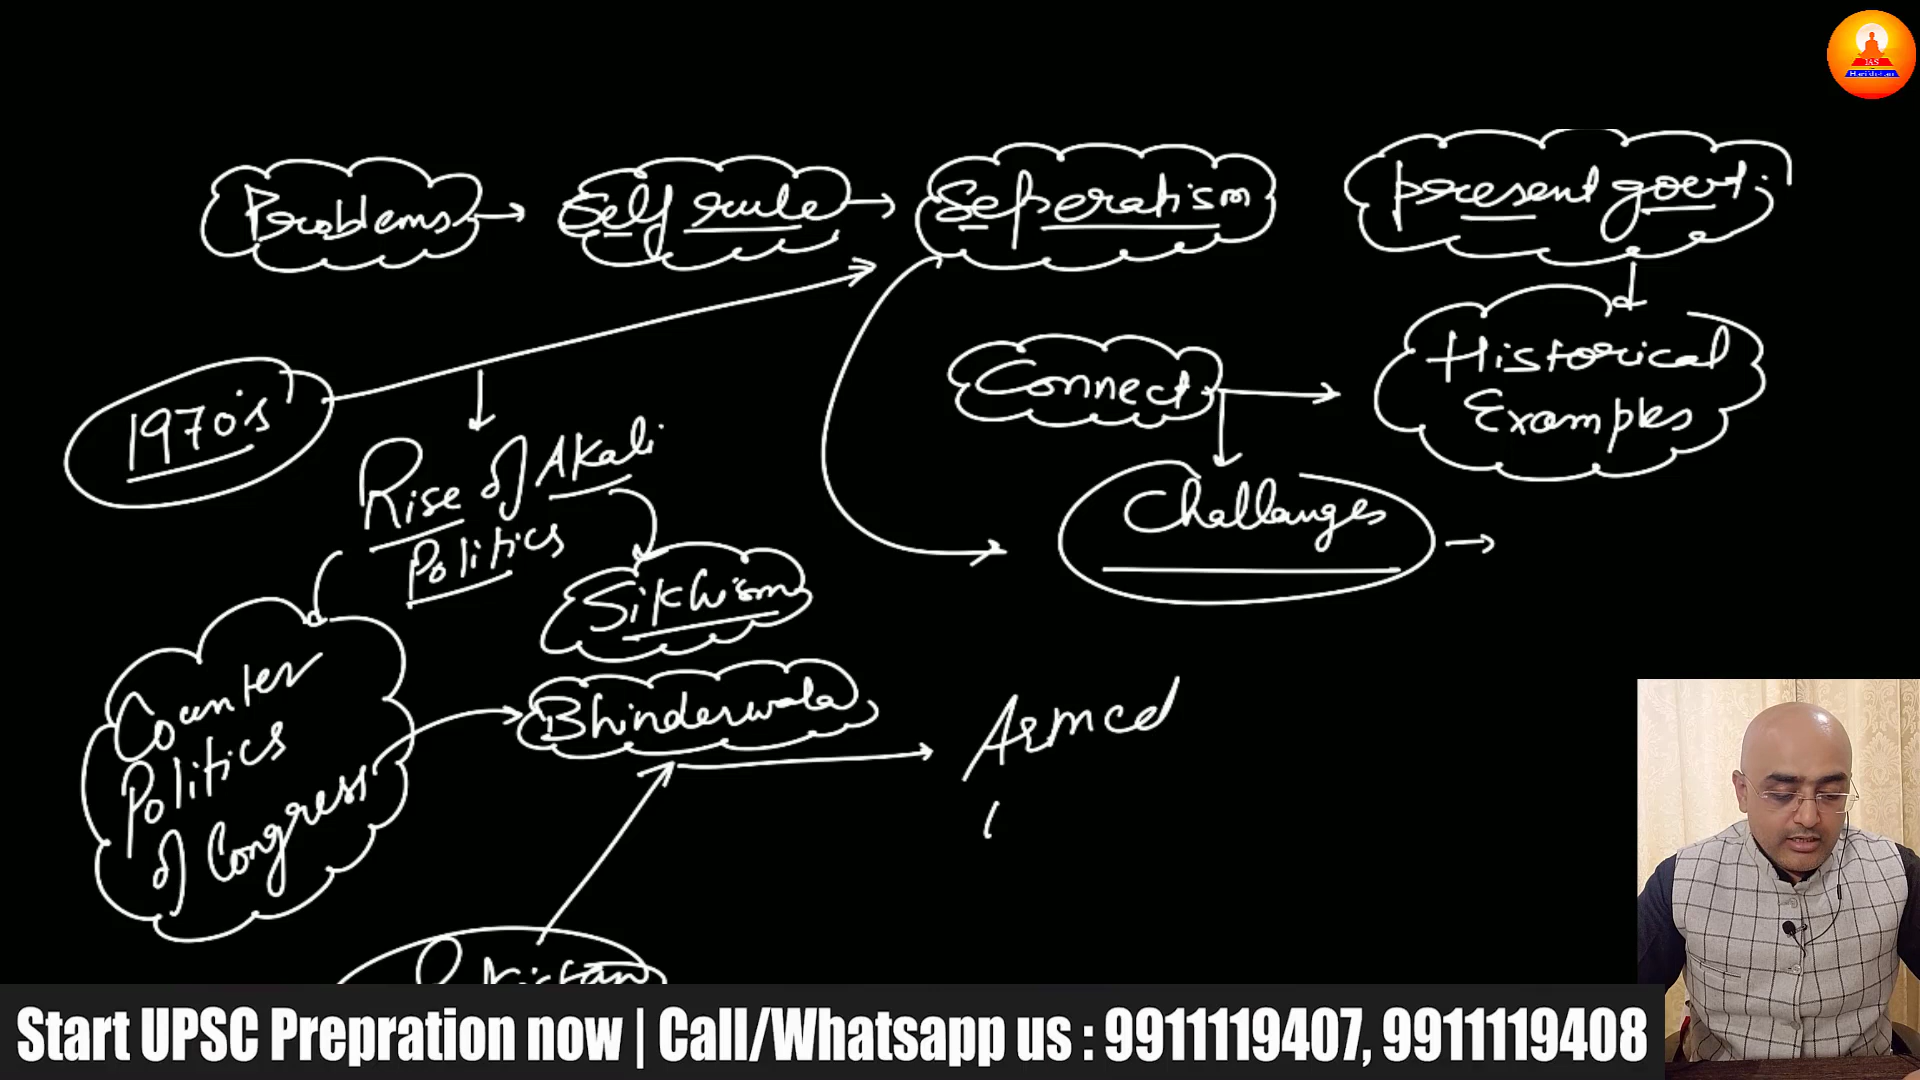 IAS
Problems
Self rule
Seperatism
present govt;
Historical
Examples
Connect
Challanges
1970's
Rise of Akali
Politics
Sikhism
Counter
Politics
of Congress
Bhinderwala
Armed
Start UPSC Prepration now | Call/Whatsapp us : 9911119407, 9911119408